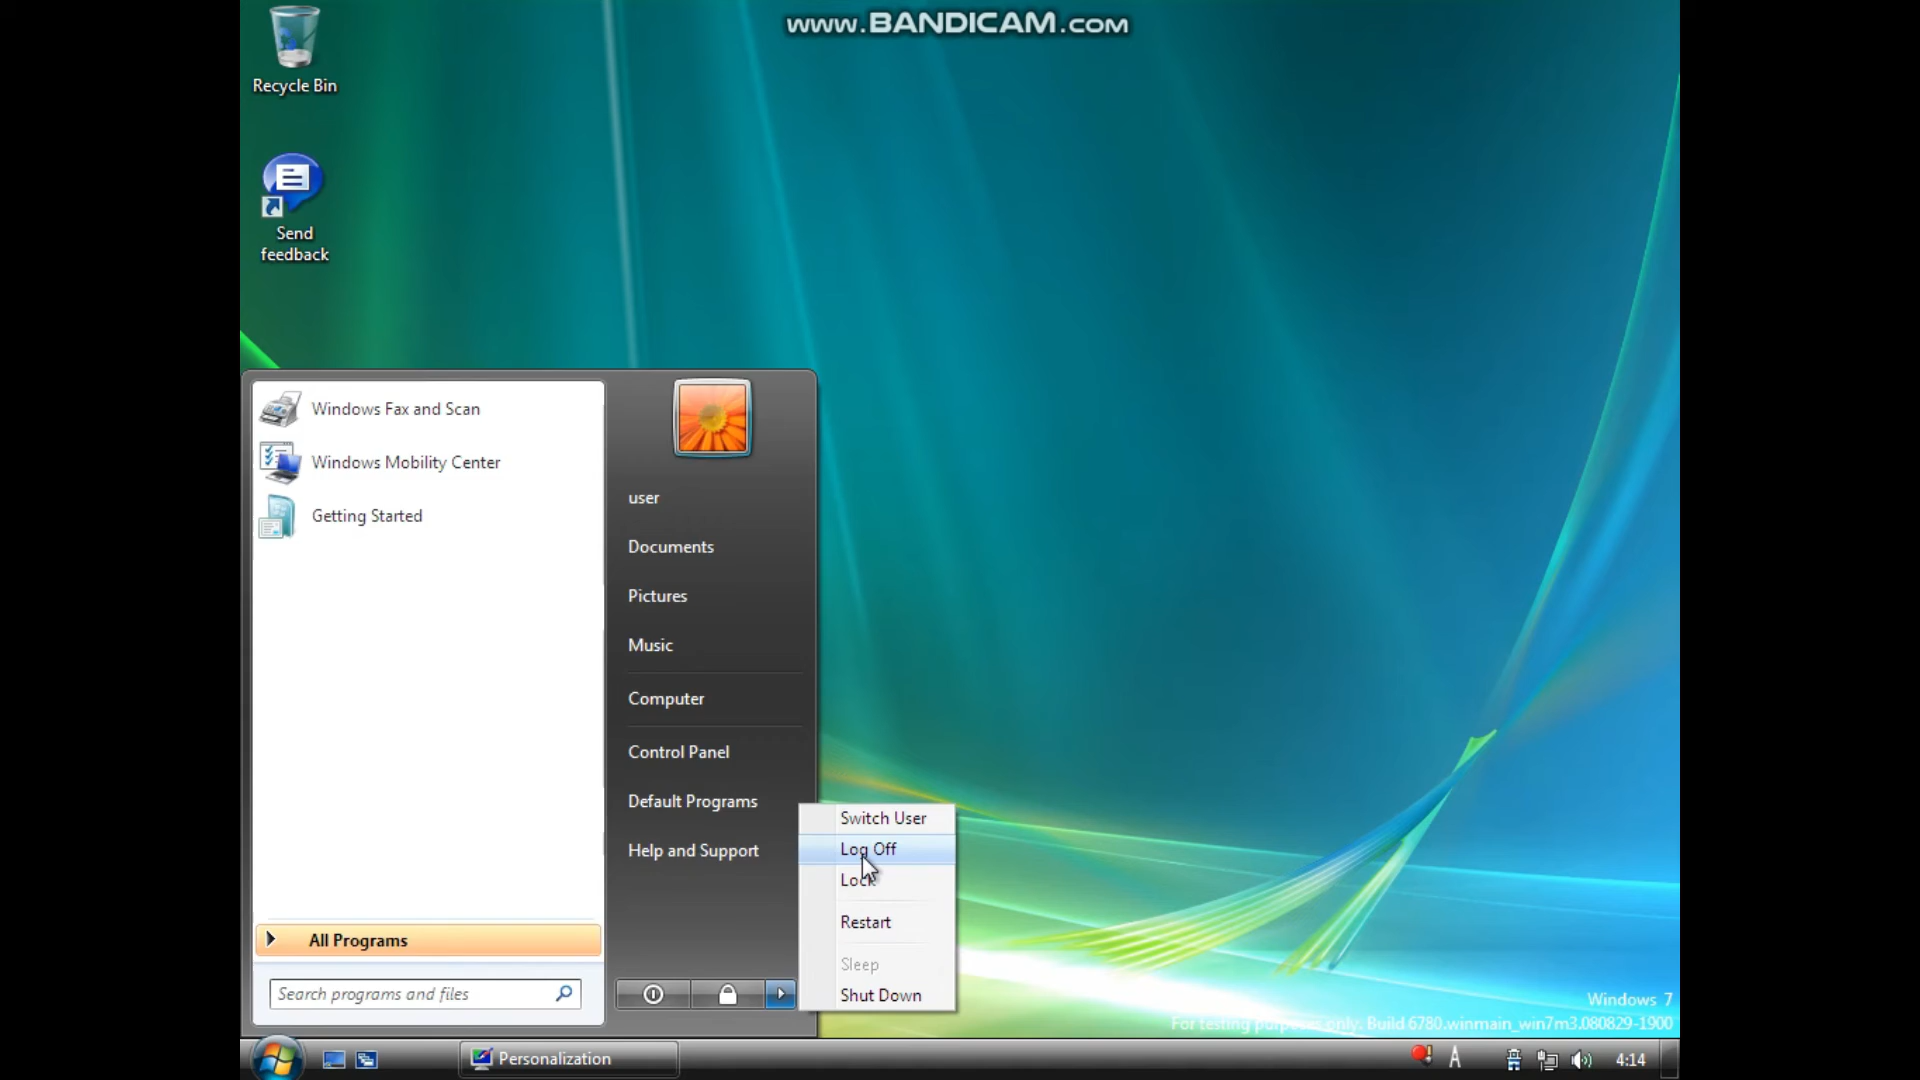 www.BANDICAM.com
Recycle Bin
Send
feedback
Windows Fax and Scan
Windows Mobility Center
Getting Started
All Programs
Search programs and files
user
Documents
Pictures
Music
Computer
Control Panel
Default Programs
Help and Support
Switch User
Log Off
Lock
Restart
Sleep
Shut Down
Windows 7
For testing purposes only. Build 6780.winmain_win7m3.080829-1900
Personalization
A
4:14